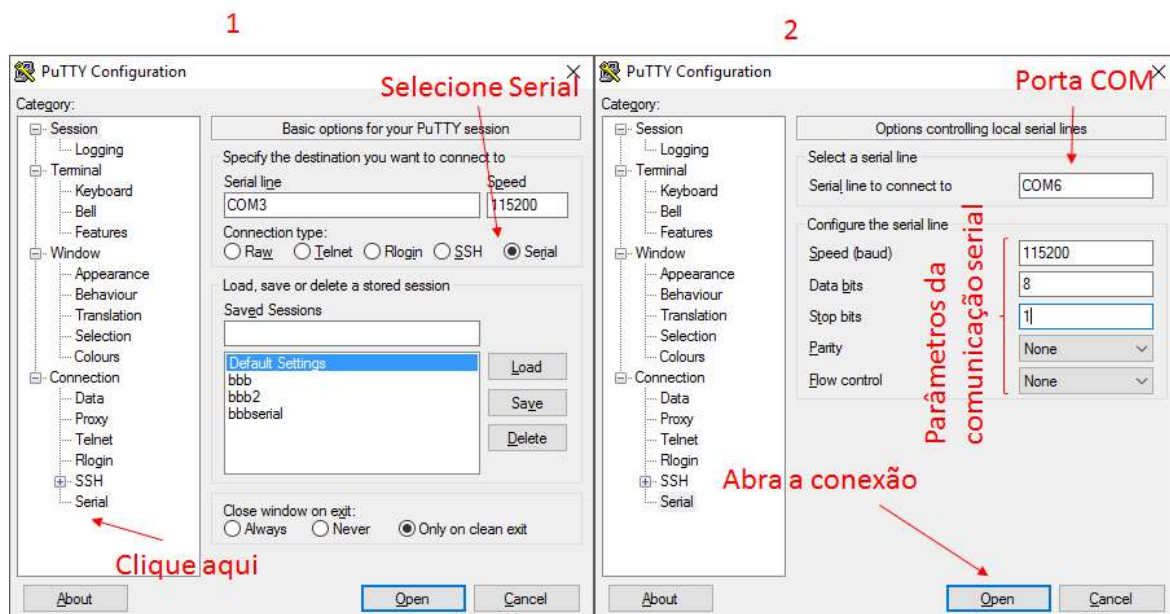 1
PuTTY Configuration
Selecione Serial
Category:
Session
Logging
Terminal
Keyboard
Bell
Features
Window
Appearance
Behaviour
Translation
Selection
Colours
Connection
Data
Proxy
Telnet
Rlogin
SSH
Serial
Clique aqui
Basic options for your PuTTY session
Specify the destination you want to connect to
Serial line Speed
COM3 115200
Connection type:
Raw Telnet Rlogin SSH Serial
Load, save or delete a stored session
Saved Sessions
Default Settings
bbb
bbb2
bbbserial
Load
Save
Delete
Close window on exit:
Always Never Only on clean exit
About Open Cancel
2
PuTTY Configuration
Porta COM
Category:
Session
Logging
Terminal
Keyboard
Bell
Features
Window
Appearance
Behaviour
Translation
Selection
Colours
Connection
Data
Proxy
Telnet
Rlogin
SSH
Serial
Options controlling local serial lines
Select a serial line
Serial line to connect to COM6
Configure the serial line
Speed (baud) 115200
Data bits 8
Stop bits 1
Parity None
Flow control None
Parâmetros da
comunicação serial
Abra a conexão
About Open Cancel